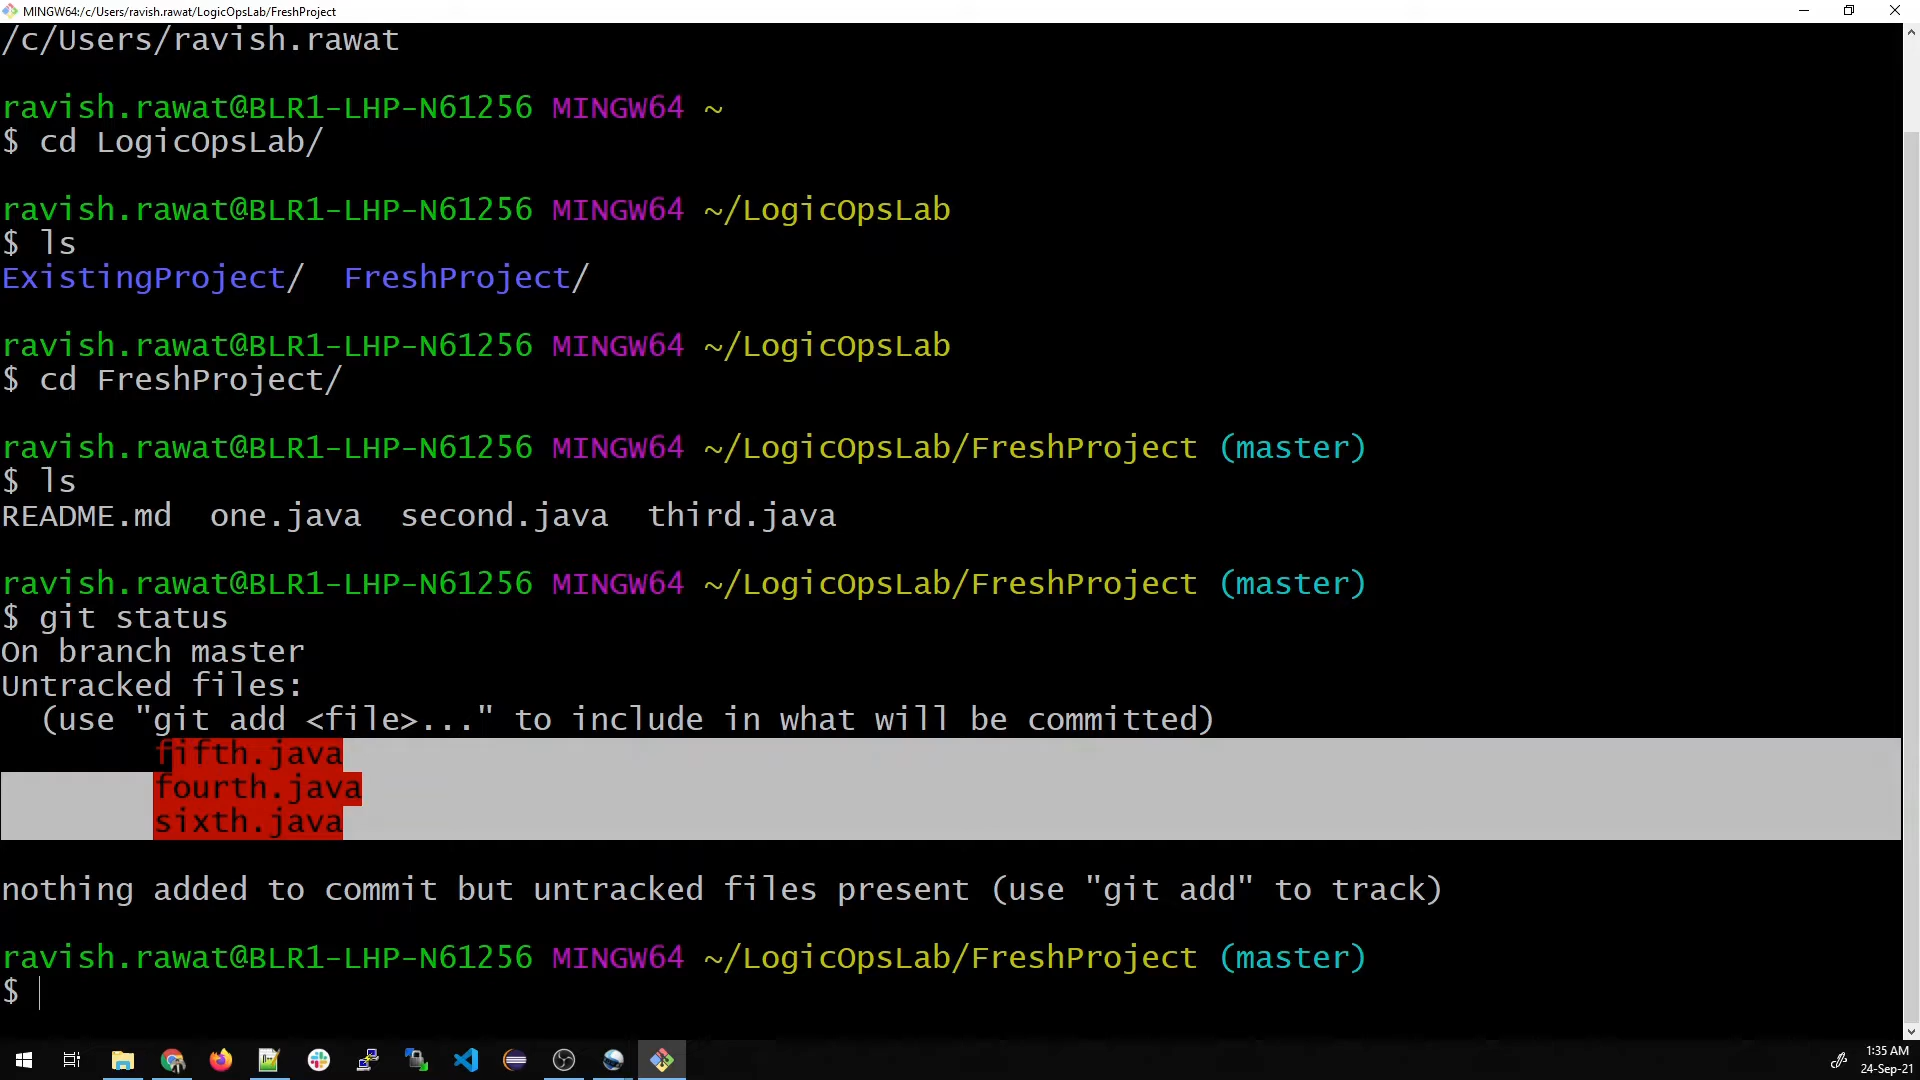 MINGW64:/c/Users/ravish.rawat/LogicOpsLab/FreshProject
/c/Users/ravish.rawat
ravish.rawat@BLR1-LHP-N61256 MINGW64 ~
$ cd LogicOpsLab/
ravish.rawat@BLR1-LHP-N61256 MINGW64 ~/LogicOpsLab
$ ls
ExistingProject/  FreshProject/
ravish.rawat@BLR1-LHP-N61256 MINGW64 ~/LogicOpsLab
$ cd FreshProject/
ravish.rawat@BLR1-LHP-N61256 MINGW64 ~/LogicOpsLab/FreshProject (master)
$ ls
README.md  one.java  second.java  third.java
ravish.rawat@BLR1-LHP-N61256 MINGW64 ~/LogicOpsLab/FreshProject (master)
$ git status
On branch master
Untracked files:
  (use "git add <file>..." to include in what will be committed)
        fifth.java
        fourth.java
        sixth.java
nothing added to commit but untracked files present (use "git add" to track)
ravish.rawat@BLR1-LHP-N61256 MINGW64 ~/LogicOpsLab/FreshProject (master)
$
1:35 AM
24-Sep-21